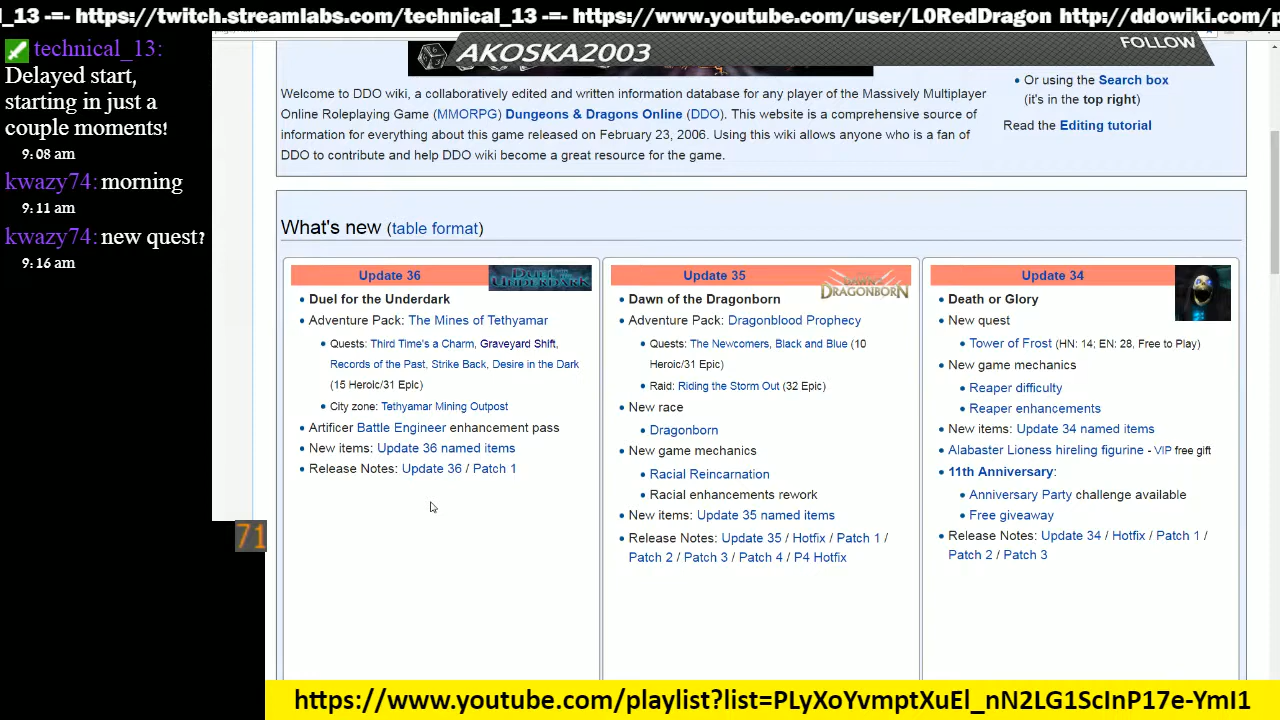 l_13 -=- https://twitch.streamlabs.com/technical_13 -=- https://www.youtube.com/user/L0RedDragon http://ddowiki.com/p
technical_13:
Delayed start,
starting in just a
couple moments!
9:08 am
kwazy74: morning
9:11 am
kwazy74: new quest?
9:16 am
AKOSKA2003
FOLLOW
Welcome to DDO wiki, a collaboratively edited and written information database for any player of the Massively Multiplayer
Online Roleplaying Game (MMORPG) Dungeons & Dragons Online (DDO). This website is a comprehensive source of
information for everything about this game released on February 23, 2006. Using this wiki allows anyone who is a fan of
DDO to contribute and help DDO wiki become a great resource for the game.
• Or using the Search box
(it's in the top right)
Read the Editing tutorial
What's new (table format)
Update 36
DUEL FOR THE UNDERDARK
• Duel for the Underdark
• Adventure Pack: The Mines of Tethyamar
• Quests: Third Time's a Charm, Graveyard Shift,
Records of the Past, Strike Back, Desire in the Dark
(15 Heroic/31 Epic)
• City zone: Tethyamar Mining Outpost
• Artificer Battle Engineer enhancement pass
• New items: Update 36 named items
• Release Notes: Update 36 / Patch 1
Update 35
DAWN OF THE DRAGONBORN
• Dawn of the Dragonborn
• Adventure Pack: Dragonblood Prophecy
• Quests: The Newcomers, Black and Blue (10
Heroic/31 Epic)
• Raid: Riding the Storm Out (32 Epic)
• New race
• Dragonborn
• New game mechanics
• Racial Reincarnation
• Racial enhancements rework
• New items: Update 35 named items
• Release Notes: Update 35 / Hotfix / Patch 1 /
Patch 2 / Patch 3 / Patch 4 / P4 Hotfix
Update 34
• Death or Glory
• New quest
• Tower of Frost (HN: 14; EN: 28, Free to Play)
• New game mechanics
• Reaper difficulty
• Reaper enhancements
• New items: Update 34 named items
• Alabaster Lioness hireling figurine - VIP free gift
• 11th Anniversary:
• Anniversary Party challenge available
• Free giveaway
• Release Notes: Update 34 / Hotfix / Patch 1 /
Patch 2 / Patch 3
71
https://www.youtube.com/playlist?list=PLyXoYvmptXuEl_nN2LG1ScInP17e-YmI1